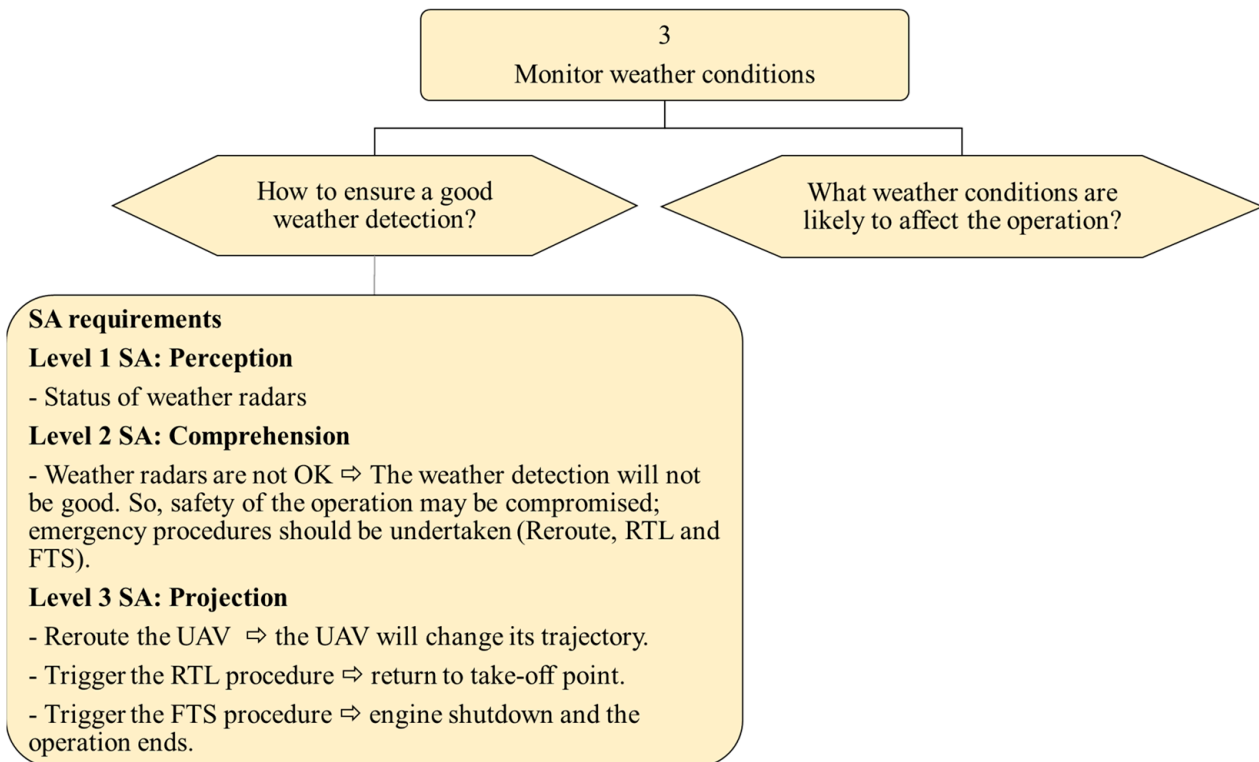 3
Monitor weather conditions
How to ensure a good
weather detection?
What weather conditions are
likely to affect the operation?
SA requirements
Level 1 SA: Perception
- Status of weather radars
Level 2 SA: Comprehension
- Weather radars are not OK ⇨ The weather detection will not
be good. So, safety of the operation may be compromised;
emergency procedures should be undertaken (Reroute, RTL and
FTS).
Level 3 SA: Projection
- Reroute the UAV ⇨ the UAV will change its trajectory.
- Trigger the RTL procedure ⇨ return to take-off point.
- Trigger the FTS procedure ⇨ engine shutdown and the
operation ends.